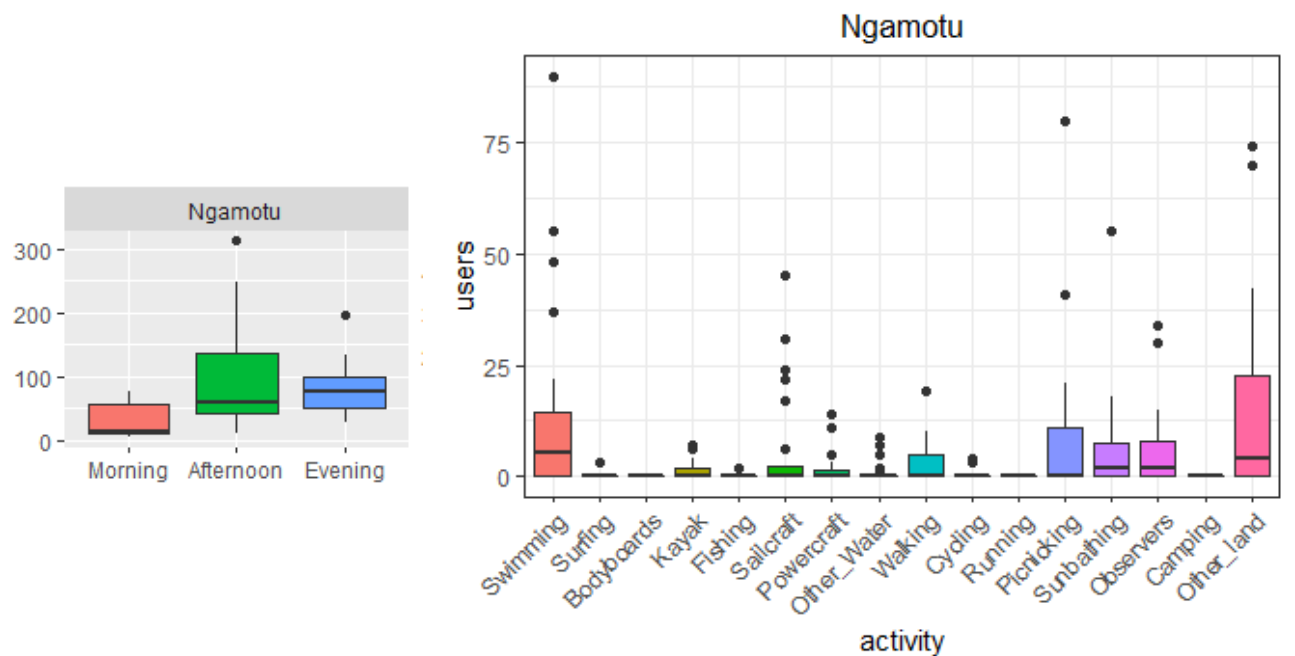 Ngamotu
300
200
100
0
Morning Afternoon Evening
Ngamotu
users
75
50
25
0
Swimming
Surfing
Bodyboards
Kayak
Fishing
Sailcraft
Powercraft
Other_Water
Walking
Cycling
Running
Picnicking
Sunbathing
Observers
Camping
Other_land
activity